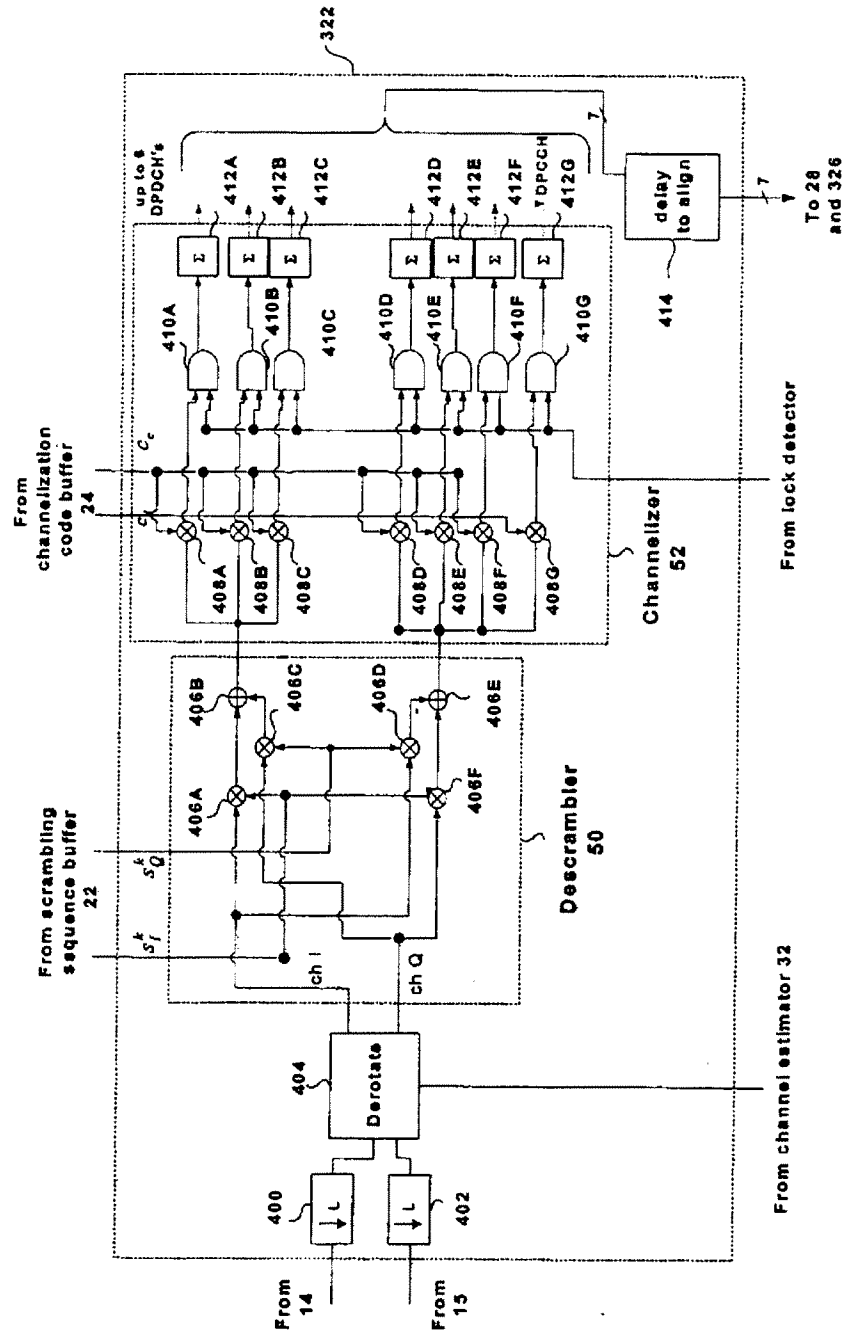 From
14
From
15
400
L
402
L
404
Derotate
From channel estimator 32
From scrambling
sequence buffer
22
s_I^k
s_Q^k
ch I
ch Q
406A
406B
406C
406D
406E
406F
Descrambler
50
From
channelization
code buffer
24
c_c
408A
408B
408C
408D
408E
408F
408G
410A
410B
410C
410D
410E
410F
410G
Channelizer
52
From lock detector
up to 6
DPDCH's
Σ
412A
Σ
412B
Σ
412C
Σ
412D
Σ
412E
Σ
412F
Σ
DPCCH
412G
322
7
delay
to align
414
7
To 28
and 326